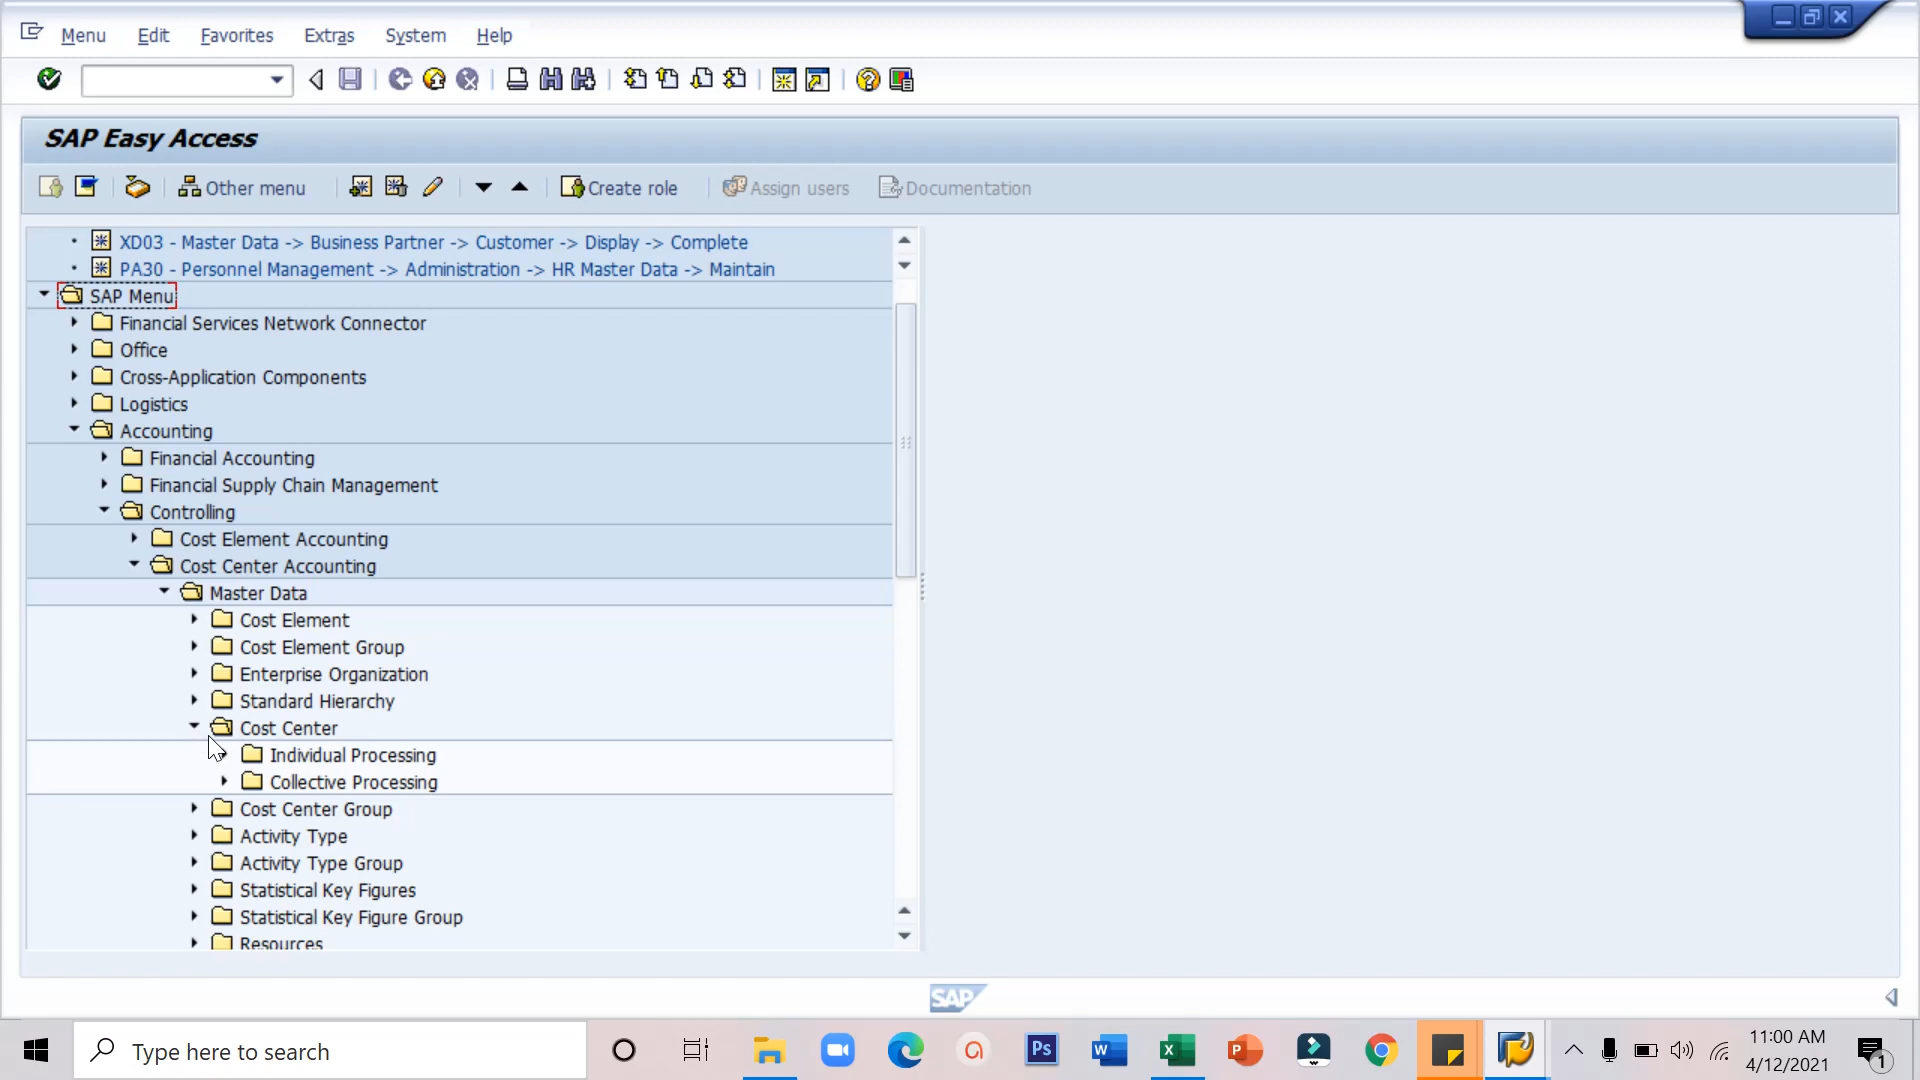 Menu Edit Favorites Extras System Help
SAP Easy Access
Other menu Create role Assign users Documentation
XD03 - Master Data -> Business Partner -> Customer -> Display -> Complete
PA30 - Personnel Management -> Administration -> HR Master Data -> Maintain
SAP Menu
Financial Services Network Connector
Office
Cross-Application Components
Logistics
Accounting
Financial Accounting
Financial Supply Chain Management
Controlling
Cost Element Accounting
Cost Center Accounting
Master Data
Cost Element
Cost Element Group
Enterprise Organization
Standard Hierarchy
Cost Center
Individual Processing
Collective Processing
Cost Center Group
Activity Type
Activity Type Group
Statistical Key Figures
Statistical Key Figure Group
Resources
SAP
Type here to search
Ps
W
X
P
11:00 AM
4/12/2021
1